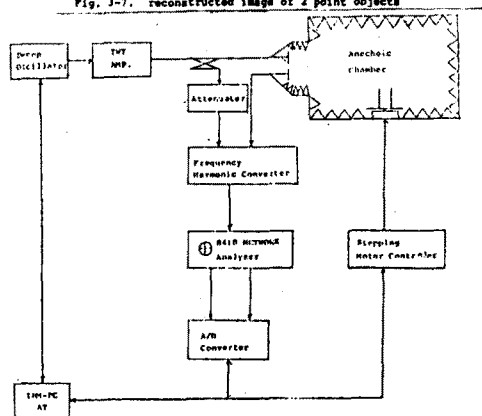 Fig. 3-7. reconstructed image of 2 point objects
Sweep
Oscillator
TWT
AMP.
Anechoic
Chamber
Attenuator
Frequency
Harmonic Converter
8410 NETWORK
Analyzer
Stepping
Motor Controler
A/D
Converter
IBM-PC
AT